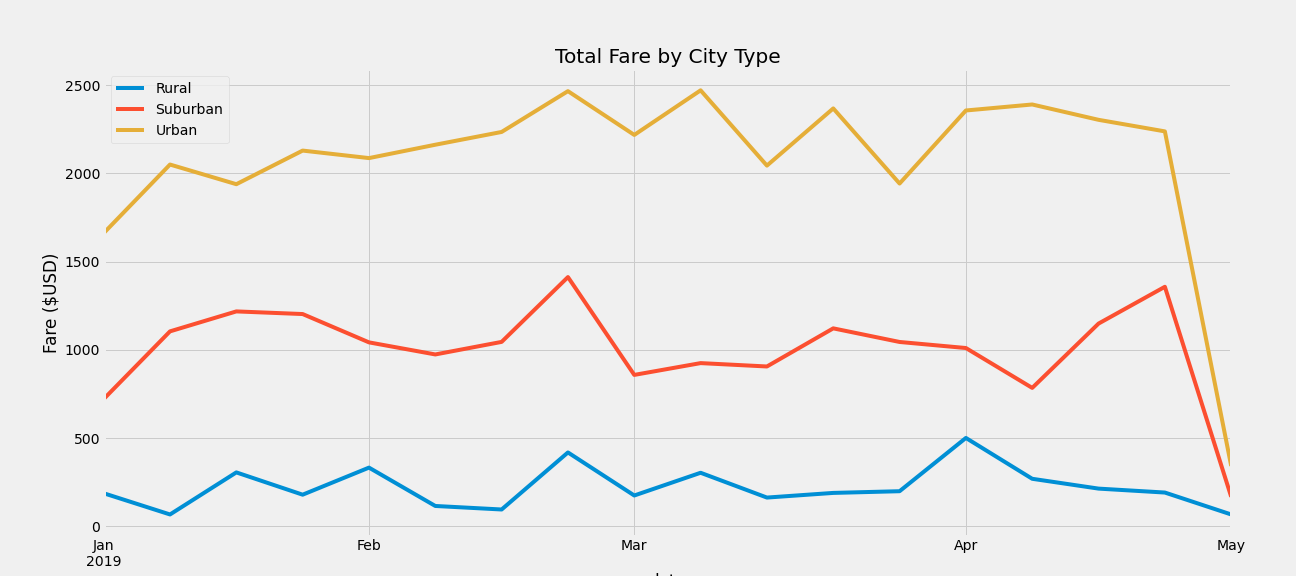 Total Fare by City Type
Rural
Suburban
Urban
Fare ($USD)
2500
2000
1500
1000
500
0
Jan
2019
Feb
Mar
Apr
May